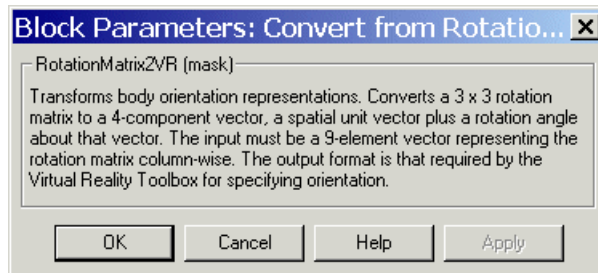 Block Parameters: Convert from Rotatio...
RotationMatrix2VR (mask)
Transforms body orientation representations. Converts a 3 x 3 rotation
matrix to a 4-component vector, a spatial unit vector plus a rotation angle
about that vector. The input must be a 9-element vector representing the
rotation matrix column-wise. The output format is that required by the
Virtual Reality Toolbox for specifying orientation.
OK Cancel Help Apply